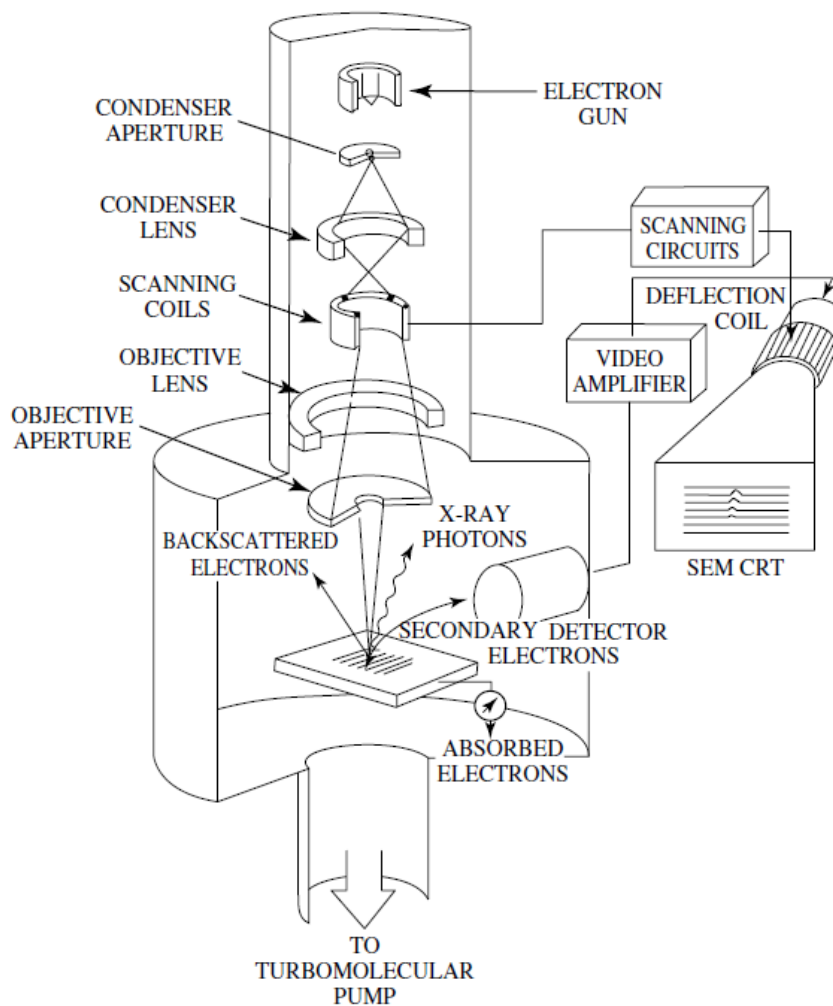 CONDENSER
APERTURE
ELECTRON
GUN
CONDENSER
LENS
SCANNING
CIRCUITS
SCANNING
COILS
DEFLECTION
COIL
VIDEO
AMPLIFIER
OBJECTIVE
LENS
OBJECTIVE
APERTURE
X-RAY
PHOTONS
BACKSCATTERED
ELECTRONS
SEM CRT
SECONDARY DETECTOR
ELECTRONS
ABSORBED
ELECTRONS
TO
TURBOMOLECULAR
PUMP